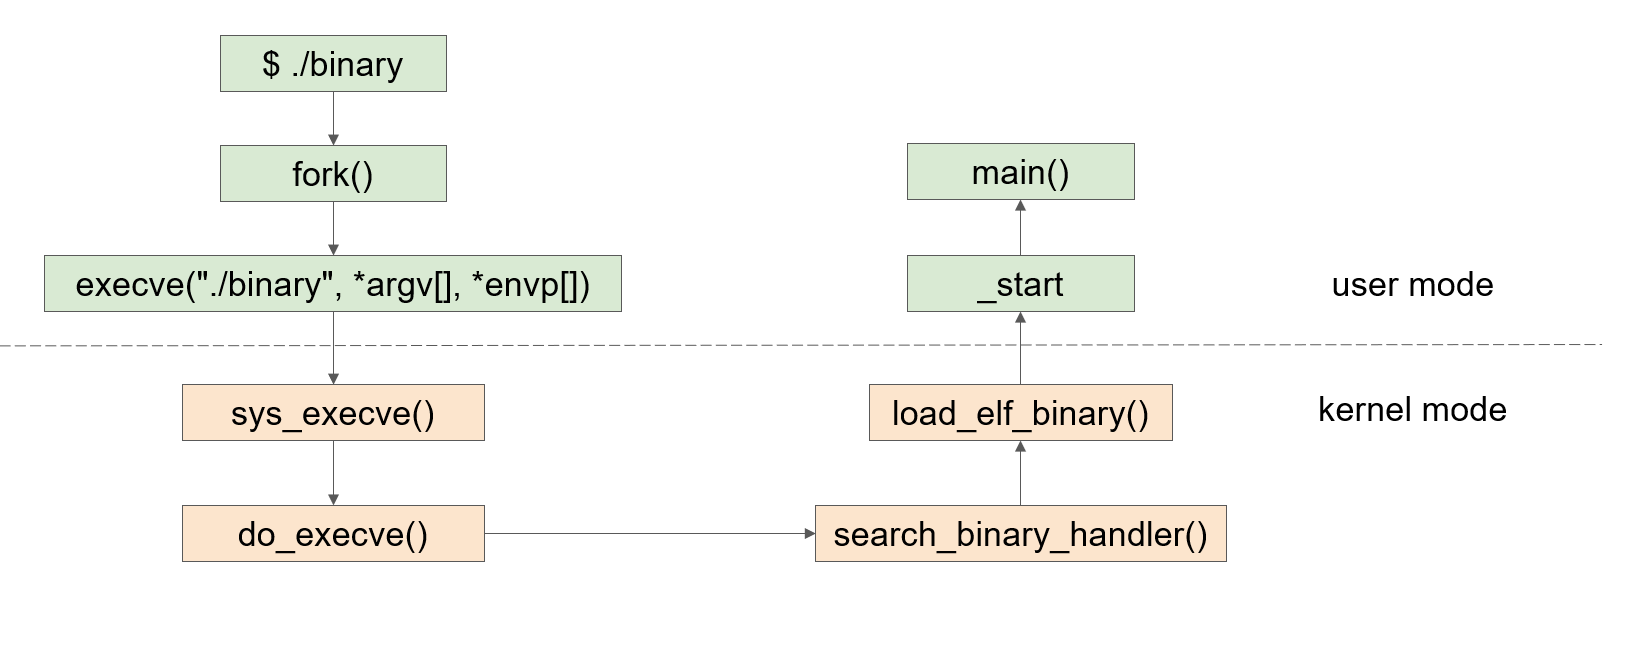 $ ./binary
fork()
execve("./binary", *argv[], *envp[])
sys_execve()
do_execve()
search_binary_handler()
load_elf_binary()
_start
main()
user mode
kernel mode